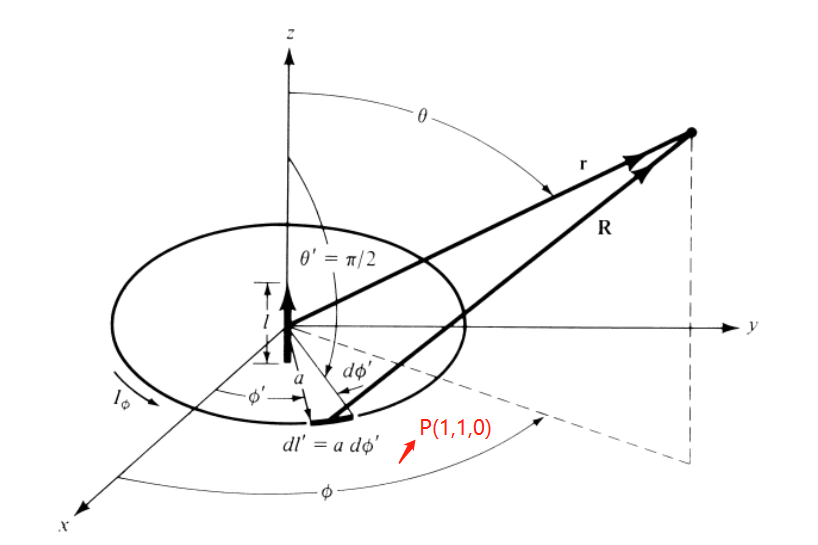 z
θ
r
R
θ′ = π/2
l
y
a
dϕ′
ϕ′
I_ϕ
P(1,1,0)
dl′ = a dϕ′
ϕ
x